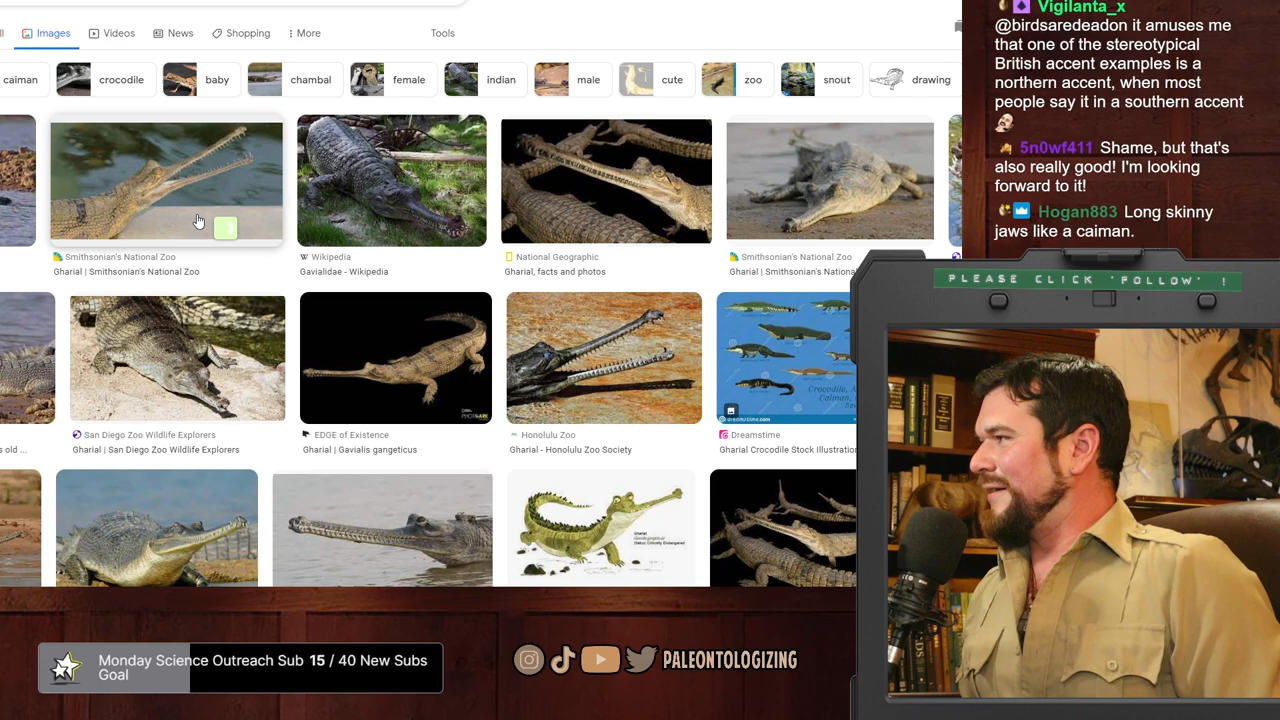 Images
Videos
News
Shopping
More
Tools
caiman
crocodile
baby
chambal
female
indian
male
cute
zoo
snout
drawing
Smithsonian's National Zoo
Gharial | Smithsonian's National Zoo
Wikipedia
Gavialidae - Wikipedia
National Geographic
Gharial, facts and photos
Smithsonian's National Zoo
Gharial | Smithsonian's National
San Diego Zoo Wildlife Explorers
Gharial | San Diego Zoo Wildlife Explorers
EDGE of Existence
Gharial | Gavialis gangeticus
Honolulu Zoo
Gharial - Honolulu Zoo Society
Dreamstime
Gharial Crocodile Stock Illustration
s old ...
Crocodile, A
Caiman,
dreamstime.com
Vigilanta_x
@birdsaredeadon it amuses me
that one of the stereotypical
British accent examples is a
northern accent, when most
people say it in a southern accent
5n0wf411 Shame, but that's
also really good! I'm looking
forward to it!
Hogan883 Long skinny
jaws like a caiman.
PLEASE CLICK 'FOLLOW' !
Monday Science Outreach Sub 15 / 40 New Subs
Goal
PALEONTOLOGIZING